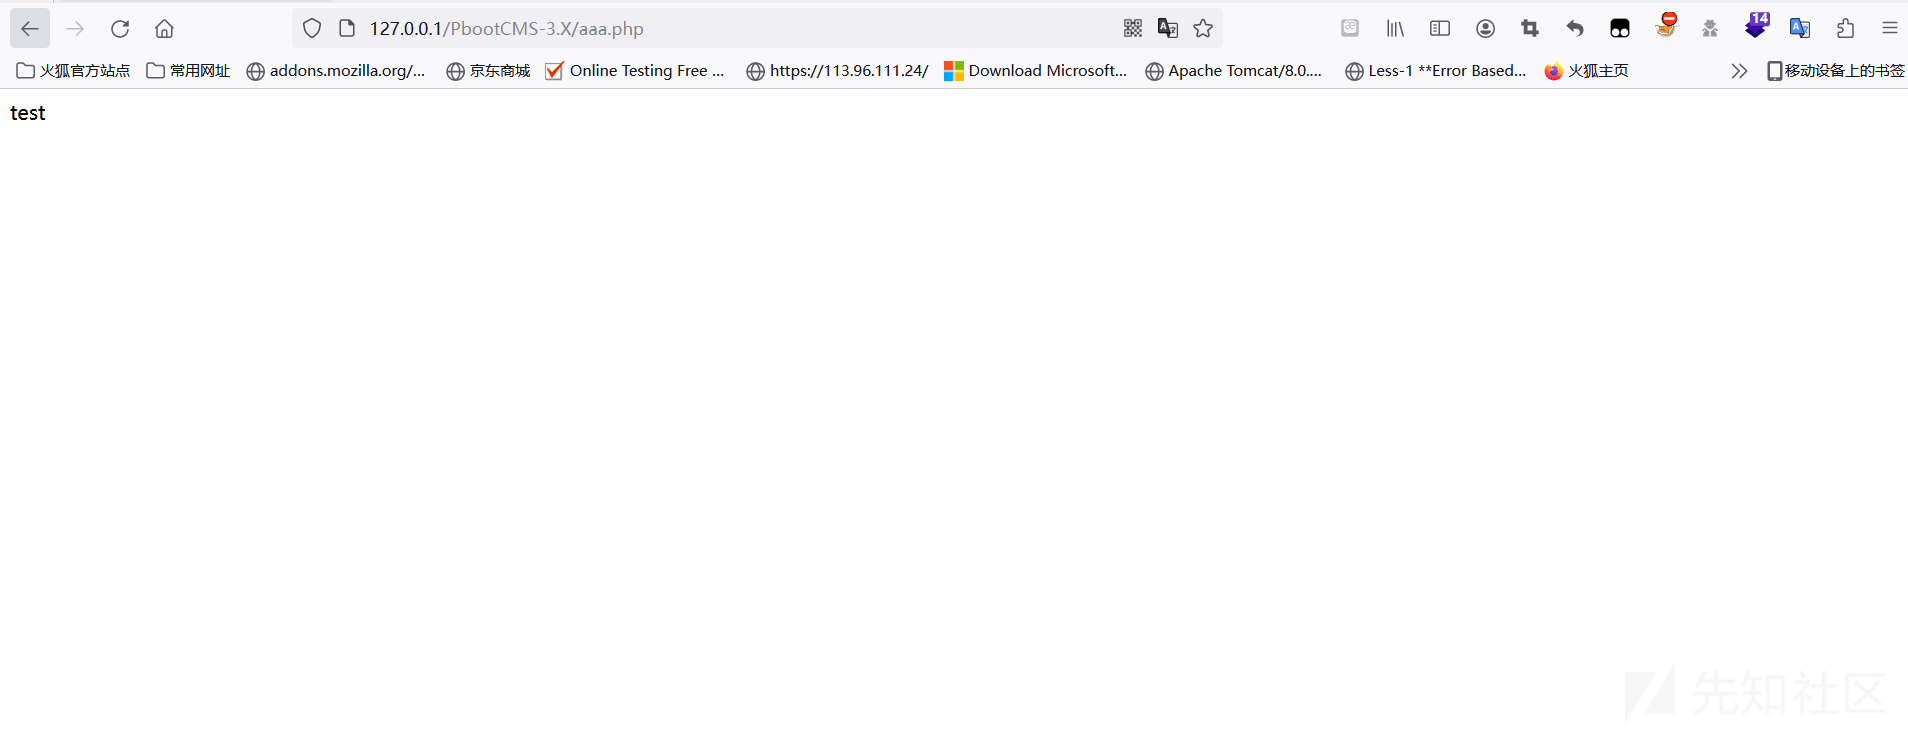 127.0.0.1/PbootCMS-3.X/aaa.php
14
火狐官方站点 常用网址 addons.mozilla.org/... 京东商城 Online Testing Free ... https://113.96.111.24/ Download Microsoft... Apache Tomcat/8.0.... Less-1 **Error Based... 火狐主页 移动设备上的书签
test
先知社区